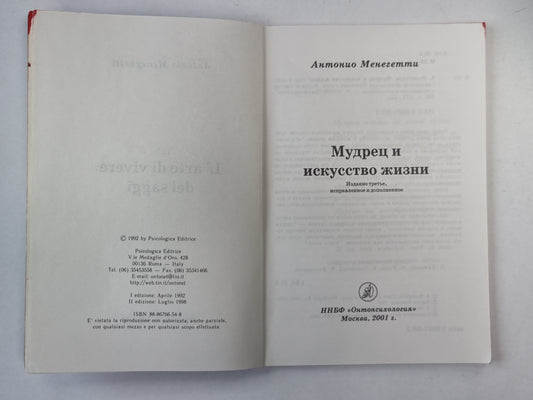 © 1992 by Psicologica Editrice
Psicologica Editrice
V.le Medaglie d'Oro, 428
00136 Roma — Italy
Tel. (06) 35453558 — Fax. (06) 35341466
E-mail: ontonet@tin.it
http://web.tin.it/ontonet
I edizione: Aprile 1992
II edizione: Luglio 1998
ISBN 88-86766-54-8
E' vietata la riproduzione non autorizzata, anche parziale,
con qualsiasi mezzo e per qualsiasi scopo effettuata.
Антонио Менегетти
Мудрец и
искусство жизни
Издание третье,
исправленное и дополненное
ННБФ «Онтопсихология»
Москва, 2001 г.